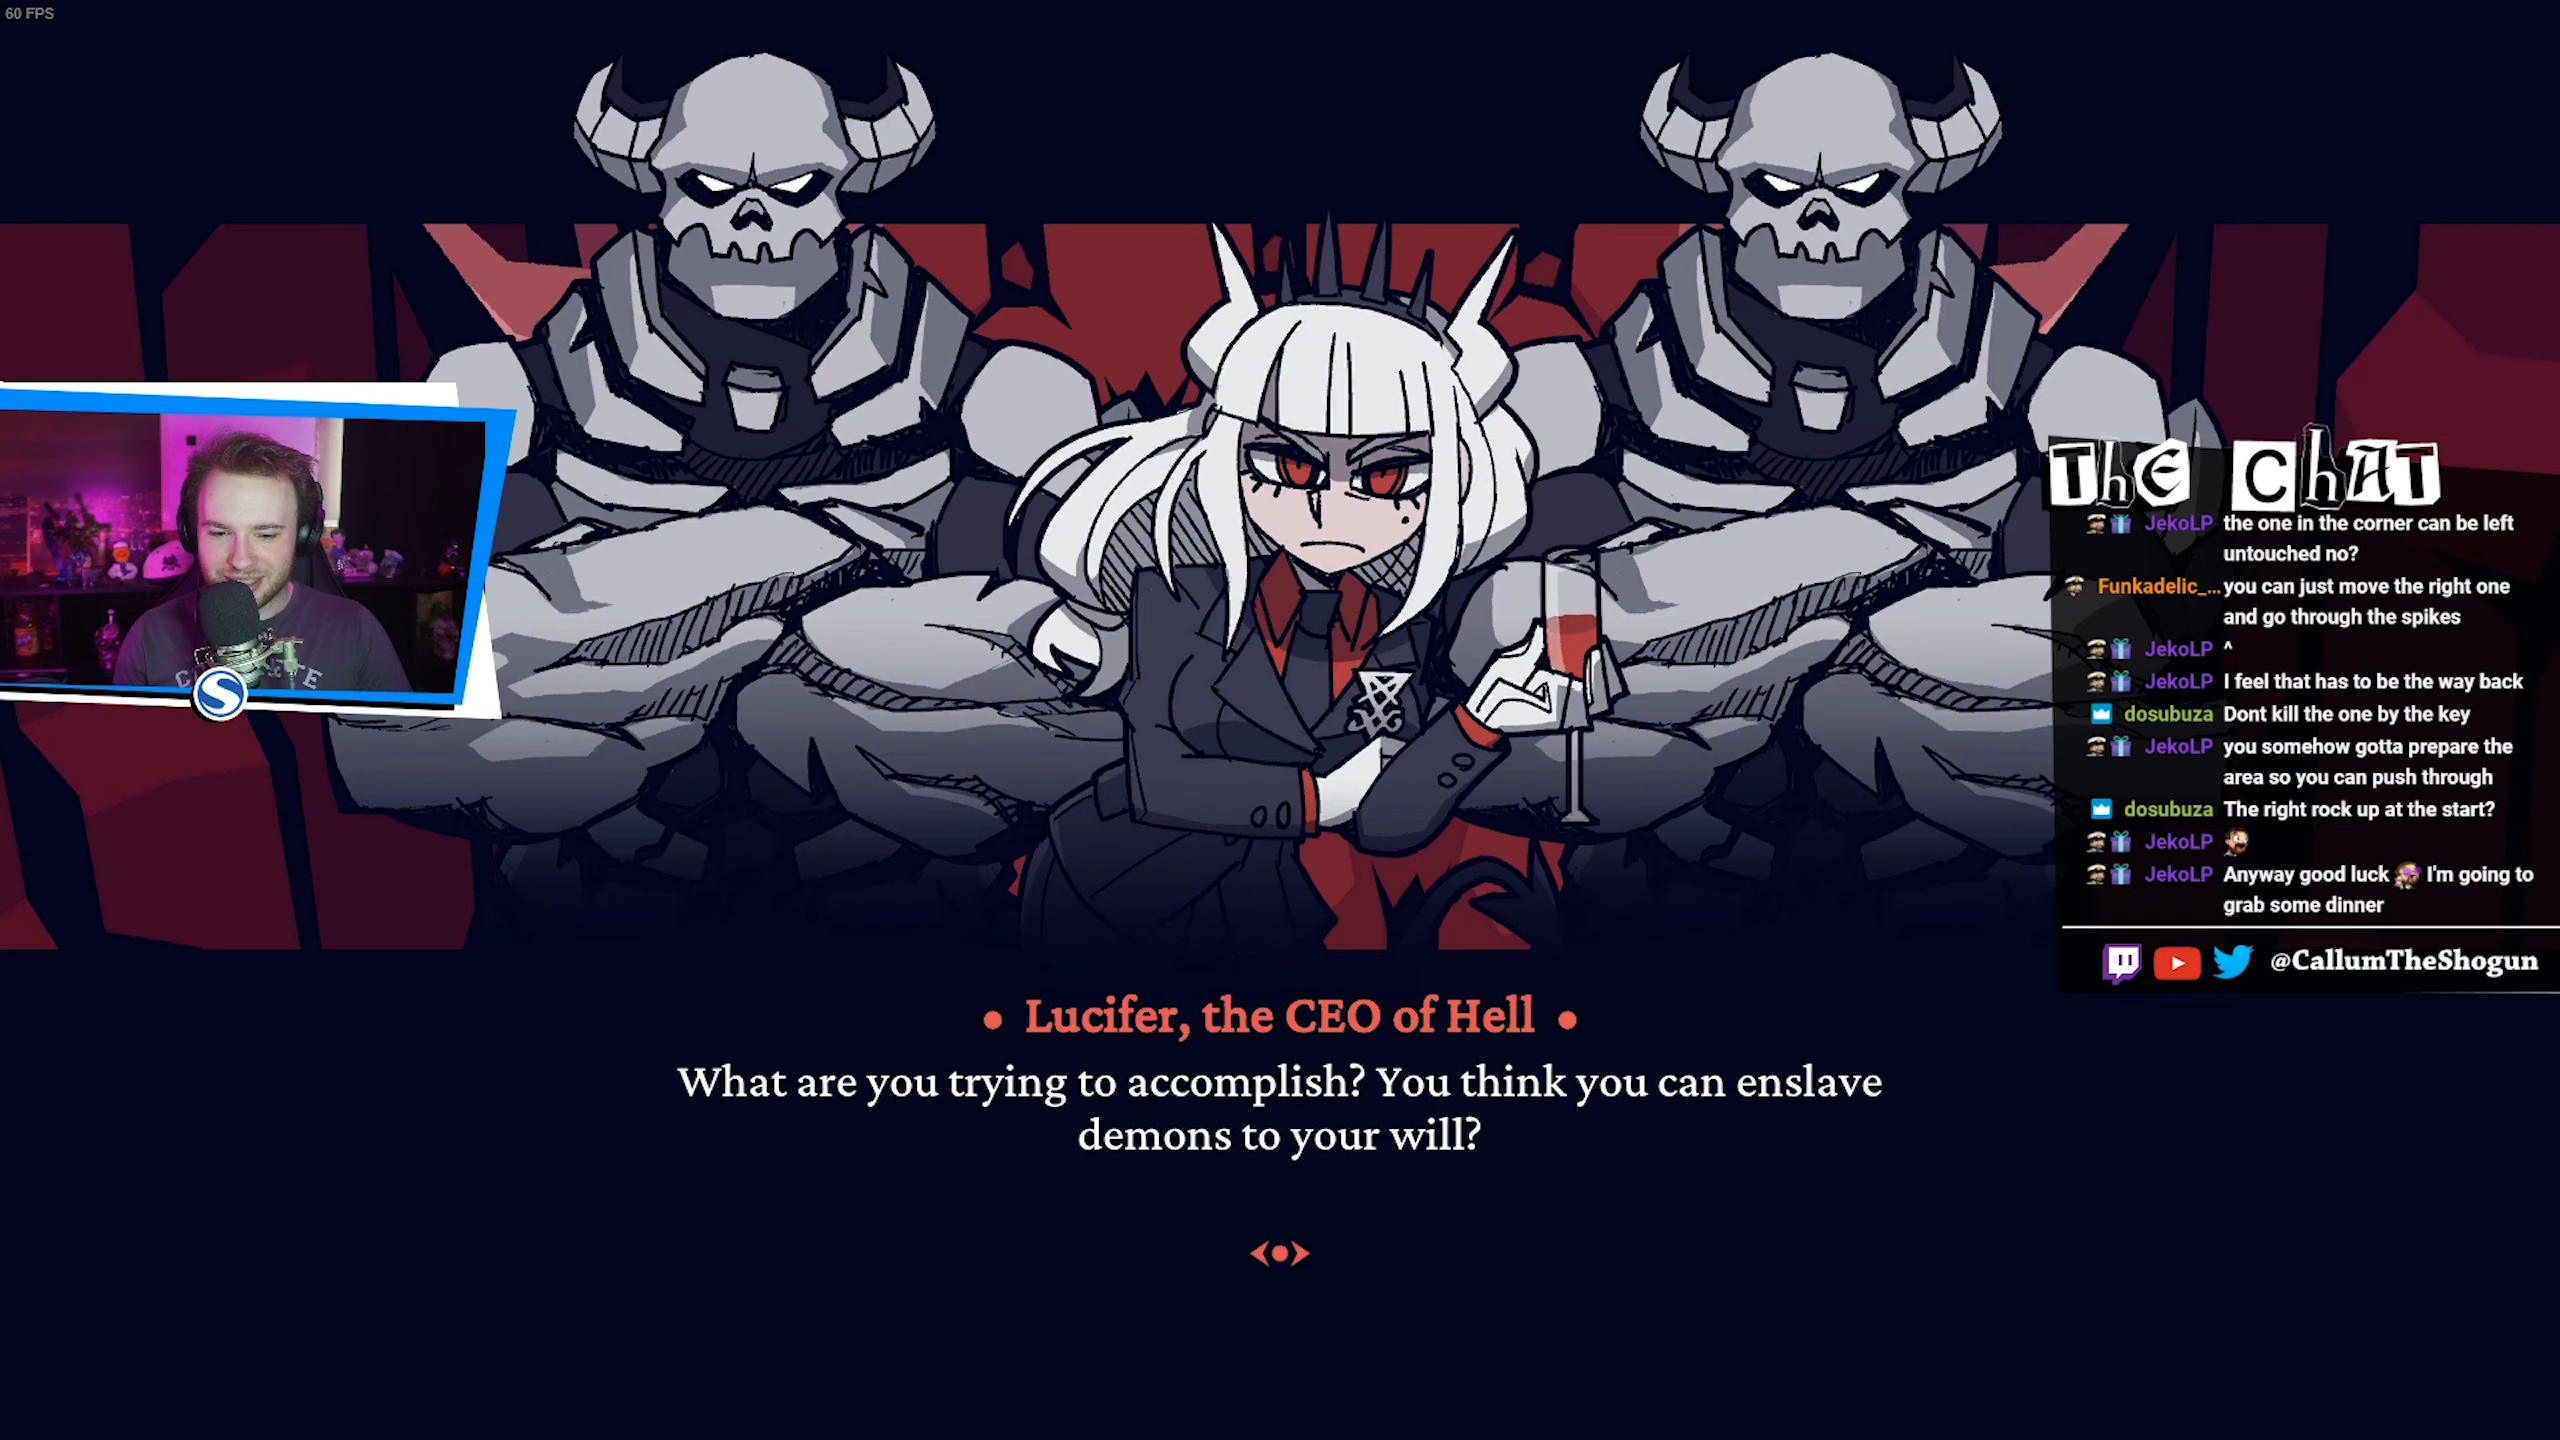 60 FPS
ThE ChAT
JekoLP the one in the corner can be left
untouched no?
Funkadelic_... you can just move the right one
and go through the spikes
JekoLP ^
JekoLP I feel that has to be the way back
dosubuza Dont kill the one by the key
JekoLP you somehow gotta prepare the
area so you can push through
dosubuza The right rock up at the start?
JekoLP
JekoLP Anyway good luck I'm going to
grab some dinner
@CallumTheShogun
• Lucifer, the CEO of Hell •
What are you trying to accomplish? You think you can enslave
demons to your will?